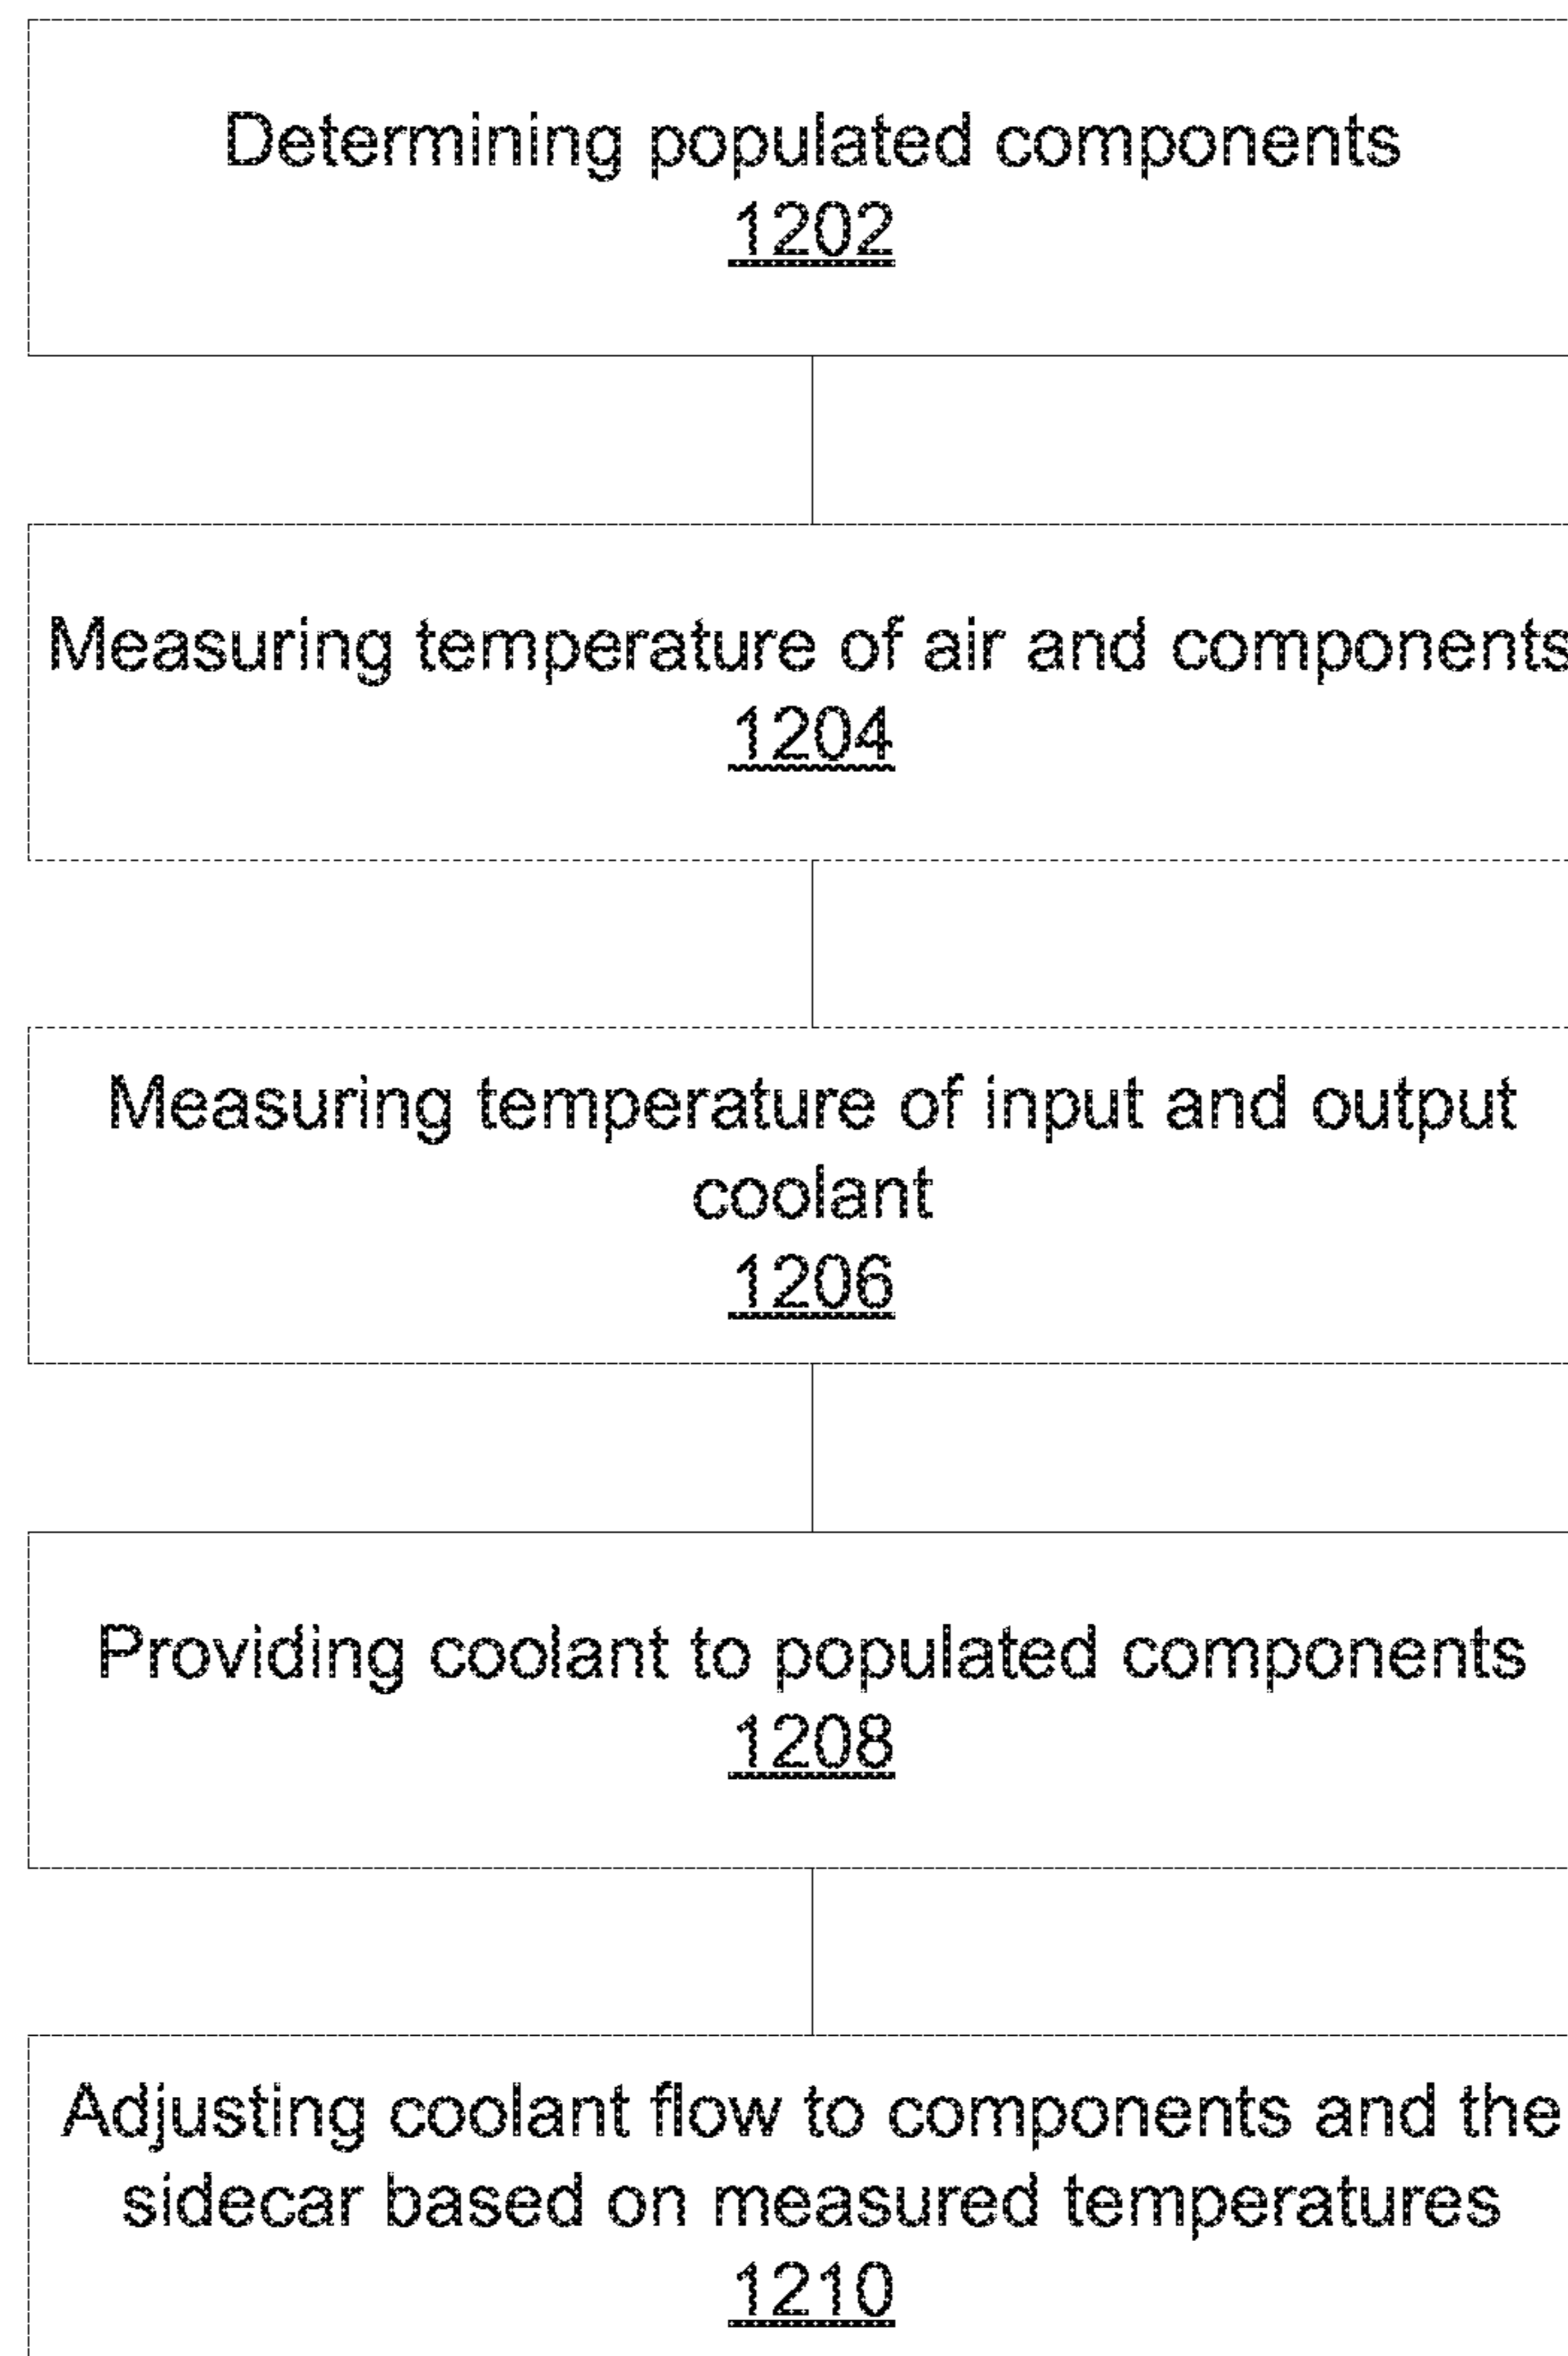 Determining populated components
1202
Measuring temperature of air and components
1204
Measuring temperature of input and output
coolant
1206
Providing coolant to populated components
1208
Adjusting coolant flow to components and the
sidecar based on measured temperatures
1210